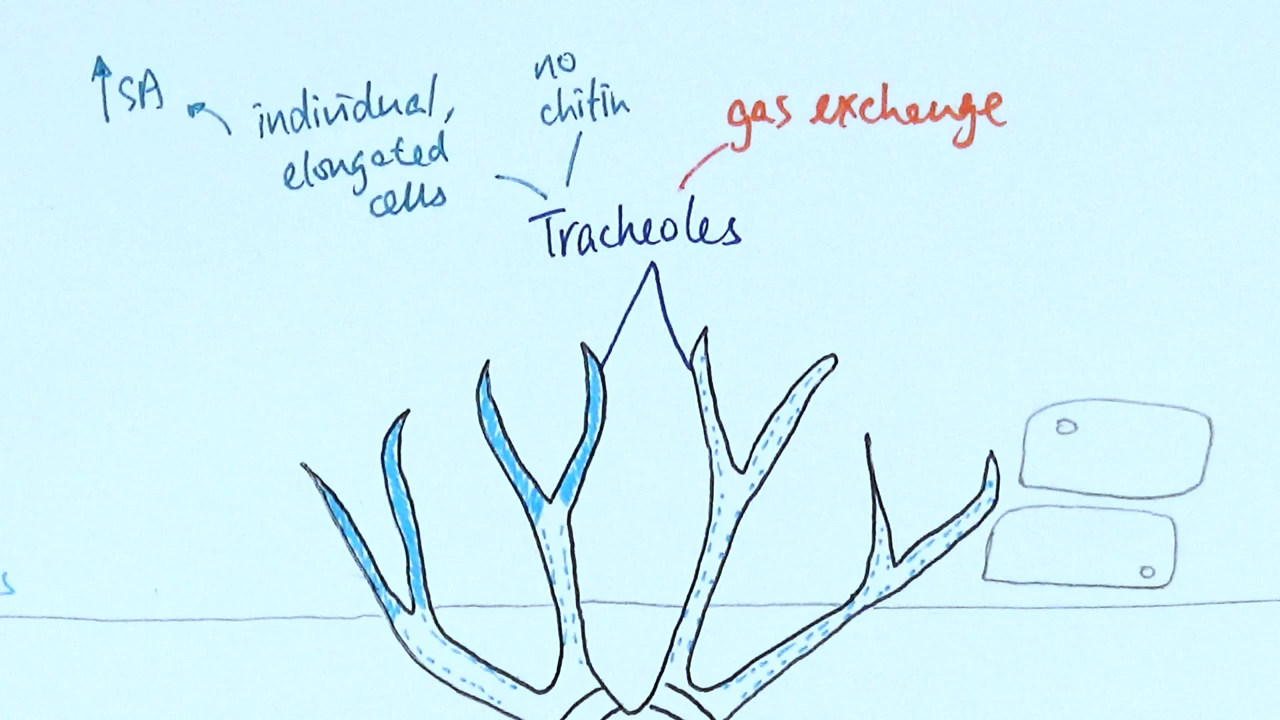 ↑ SA
individual,
elongated
cells
no
chitin
gas exchange
Tracheoles
s